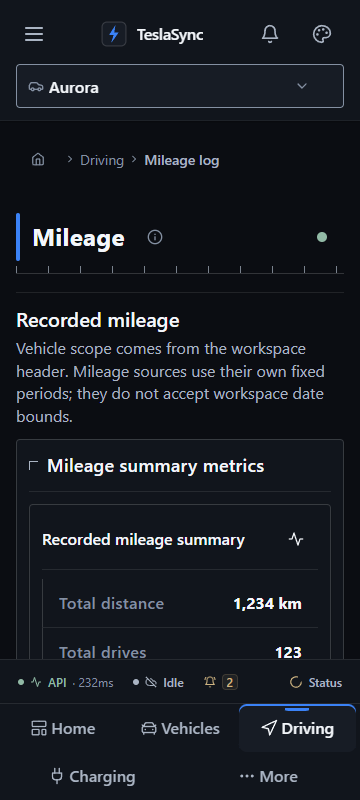 TeslaSync
Aurora
Driving
Mileage log
Mileage
Recorded mileage
Vehicle scope comes from the workspace
header. Mileage sources use their own fixed
periods; they do not accept workspace date
bounds.
Mileage summary metrics
Recorded mileage summary
Total distance 1,234 km
Total drives 123
API · 232ms Idle 2 Status
Home Vehicles Driving
Charging More